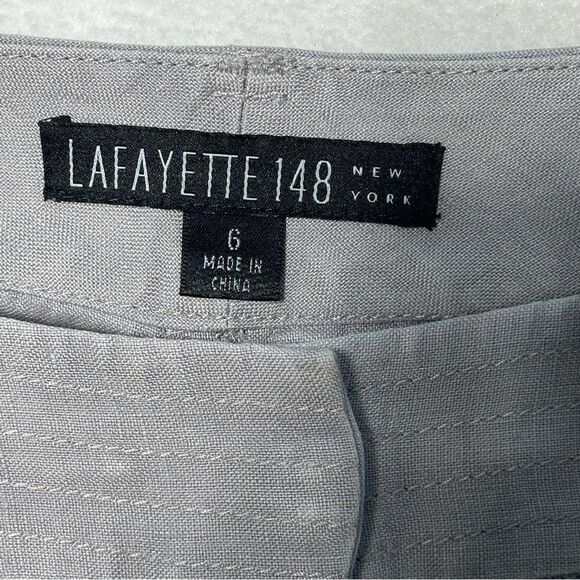 LAFAYETTE 148 NEW YORK
6
MADE IN
CHINA